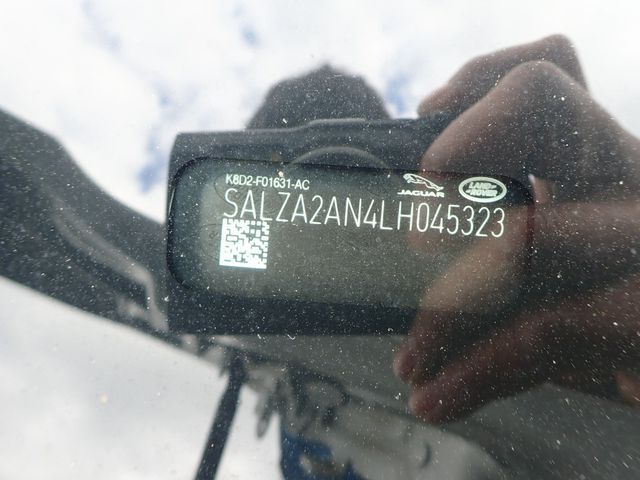 K8D2-F01631-AC
JAGUAR
LAND-
ROVER
SALZA2AN4LH045323